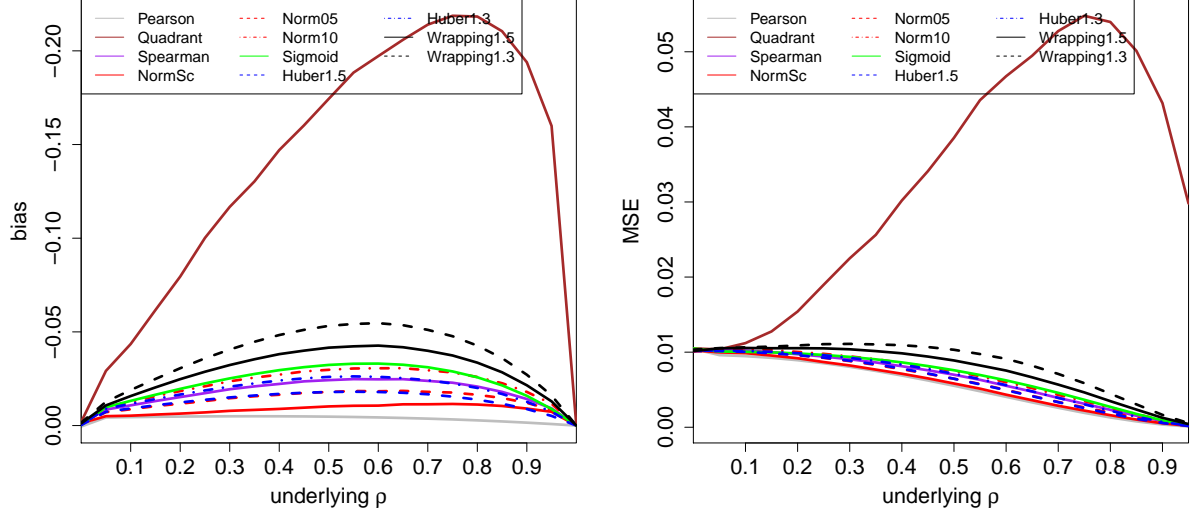 Pearson Norm05 Huber1.3
Quadrant Norm10 Wrapping1.5
Spearman Sigmoid Wrapping1.3
NormSc Huber1.5
bias
−0.20
−0.15
−0.10
−0.05
0.00
0.1 0.2 0.3 0.4 0.5 0.6 0.7 0.8 0.9
underlying ρ
Pearson Norm05 Huber1.3
Quadrant Norm10 Wrapping1.5
Spearman Sigmoid Wrapping1.3
NormSc Huber1.5
MSE
0.05
0.04
0.03
0.02
0.01
0.00
0.1 0.2 0.3 0.4 0.5 0.6 0.7 0.8 0.9
underlying ρ